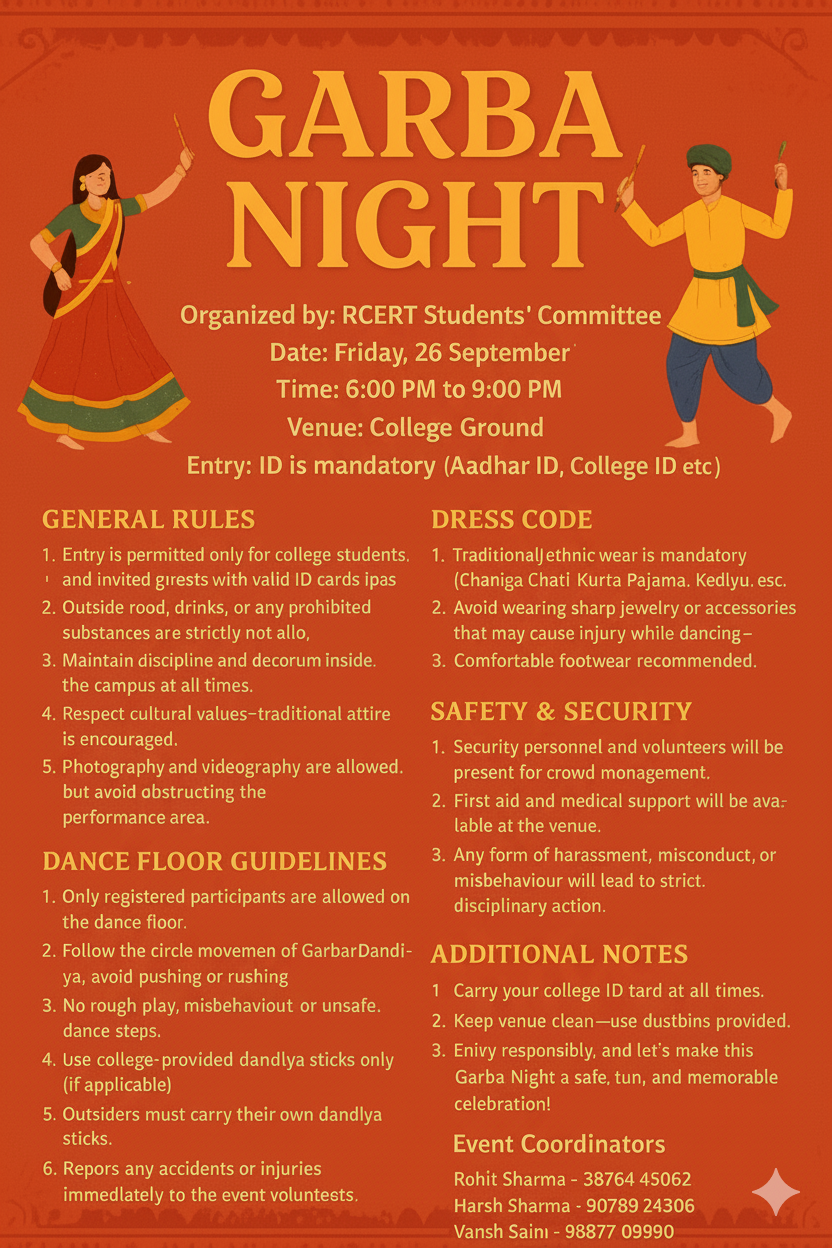 GARBA
NIGHT
Organized by: RCERT Students' Committee
Date: Friday, 26 September
Time: 6:00 PM to 9:00 PM
Venue: College Ground
Entry: ID is mandatory (Aadhar ID, College ID etc)
GENERAL RULES
1. Entry is permitted only for college students.
and invited guests with valid ID cards ipas
2. Outside rood, drinks, or any prohibited
substances are strictly not allo,
3. Maintain discipline and decorum inside.
the campus at all times.
4. Respect cultural values–traditional attire
is encouraged.
5. Photography and videography are allowed.
but avoid obstructing the
performance area.
DANCE FLOOR GUIDELINES
1. Only registered participants are allowed on
the dance floor.
2. Follow the circle movemen of GarbarDandi-
ya, avoid pushing or rushing
3. No rough play, misbehaviout or unsafe.
dance steps.
4. Use college-provided dandlya sticks only
(if applicable)
5. Outsiders must carry their own dandlya
sticks.
6. Repors any accidents or injuries
immedlately to the event voluntests.
DRESS CODE
1. Traditional/ethnic wear is mandatory
(Chaniga Chati Kurta Pajama. Kedlyu. esc.
2. Avoid wearing sharp jewelry or accessories
that may cause injury while dancing–
3. Comfortable footwear recommended.
SAFETY & SECURITY
1. Security personnel and volunteers will be
present for crowd monagement.
2. First aid and medical support will be ava-
lable at the venue.
3. Any form of harassment, misconduct, or
misbehaviour will lead to strict.
disciplinary action.
ADDITIONAL NOTES
1 Carry your college ID tard at all times.
2. Keep venue clean—use dustbins provided.
3. Enivy responsibly, and let's make this
Garba Night a safe, tun, and memorable
celebration!
Event Coordinators
Rohit Sharma - 38764 45062
Harsh Sharma - 90789 24306
Vansh Saini - 98877 09990